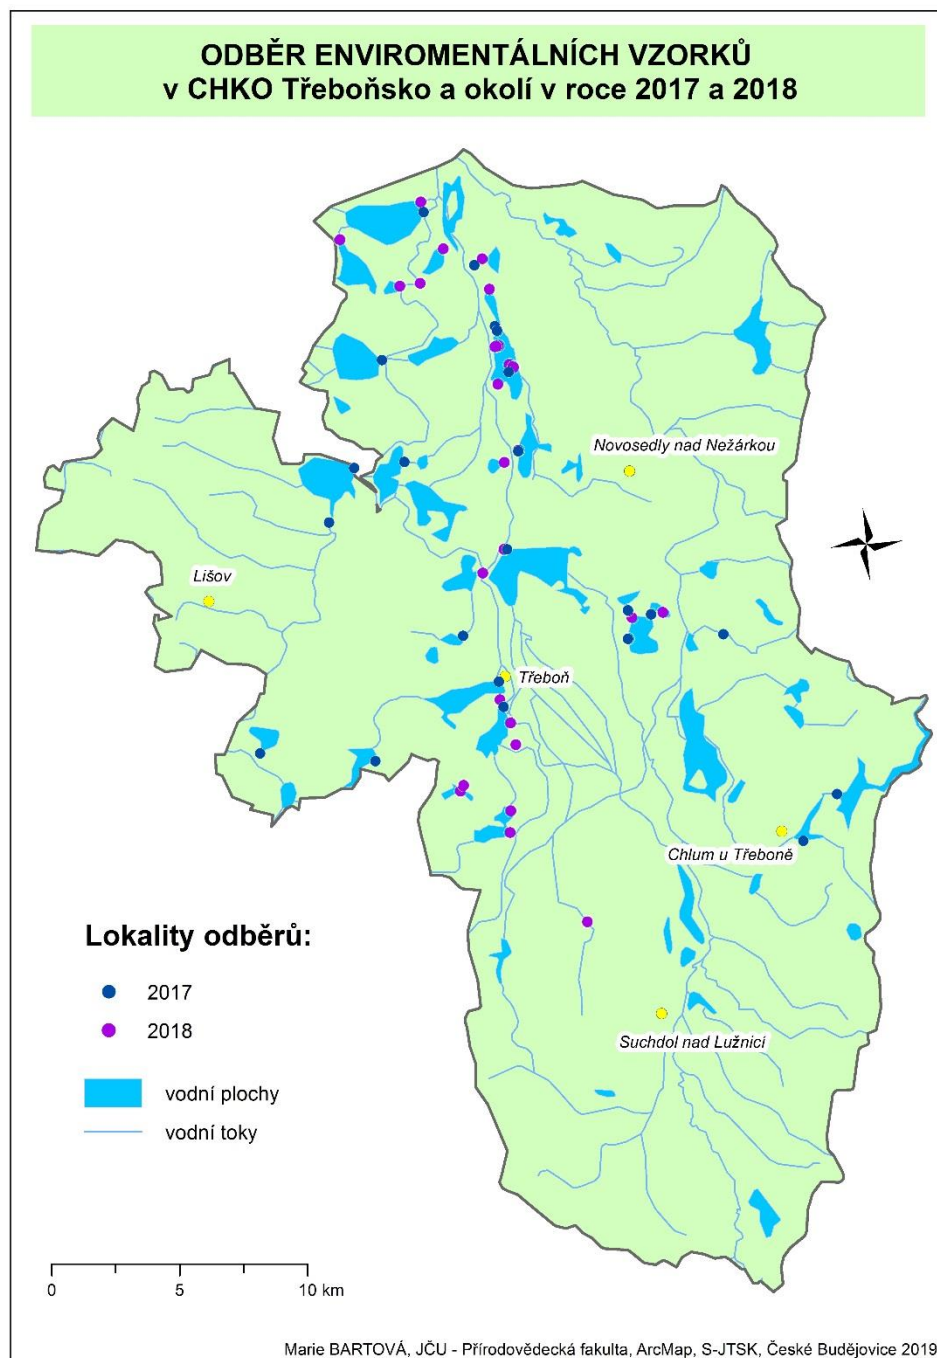 ODBĚR ENVIROMENTÁLNÍCH VZORKŮ
v CHKO Třeboňsko a okolí v roce 2017 a 2018
Novosedly nad Nežárkou
Lišov
Třeboň
Chlum u Třeboně
Suchdol nad Lužnicí
Lokality odběrů:
2017
2018
vodní plochy
vodní toky
0 5 10 km
Marie BARTOVÁ, JČU - Přírodovědecká fakulta, ArcMap, S-JTSK, České Budějovice 2019